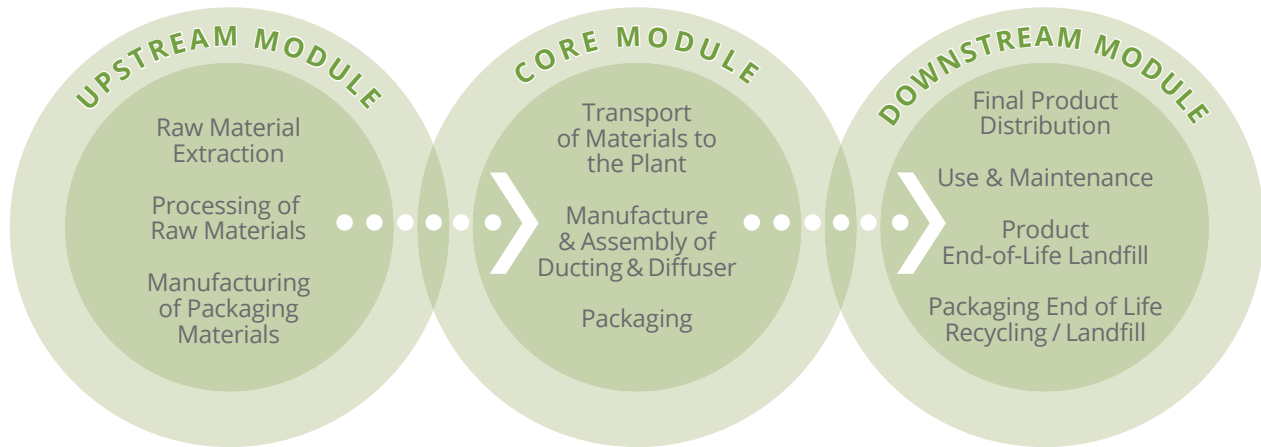 UPSTREAM MODULE
Raw Material
Extraction
Processing of
Raw Materials
Manufacturing
of Packaging
Materials
CORE MODULE
Transport
of Materials to
the Plant
Manufacture
& Assembly of
Ducting & Diffuser
Packaging
DOWNSTREAM MODULE
Final Product
Distribution
Use & Maintenance
Product
End-of-Life Landfill
Packaging End of Life
Recycling / Landfill